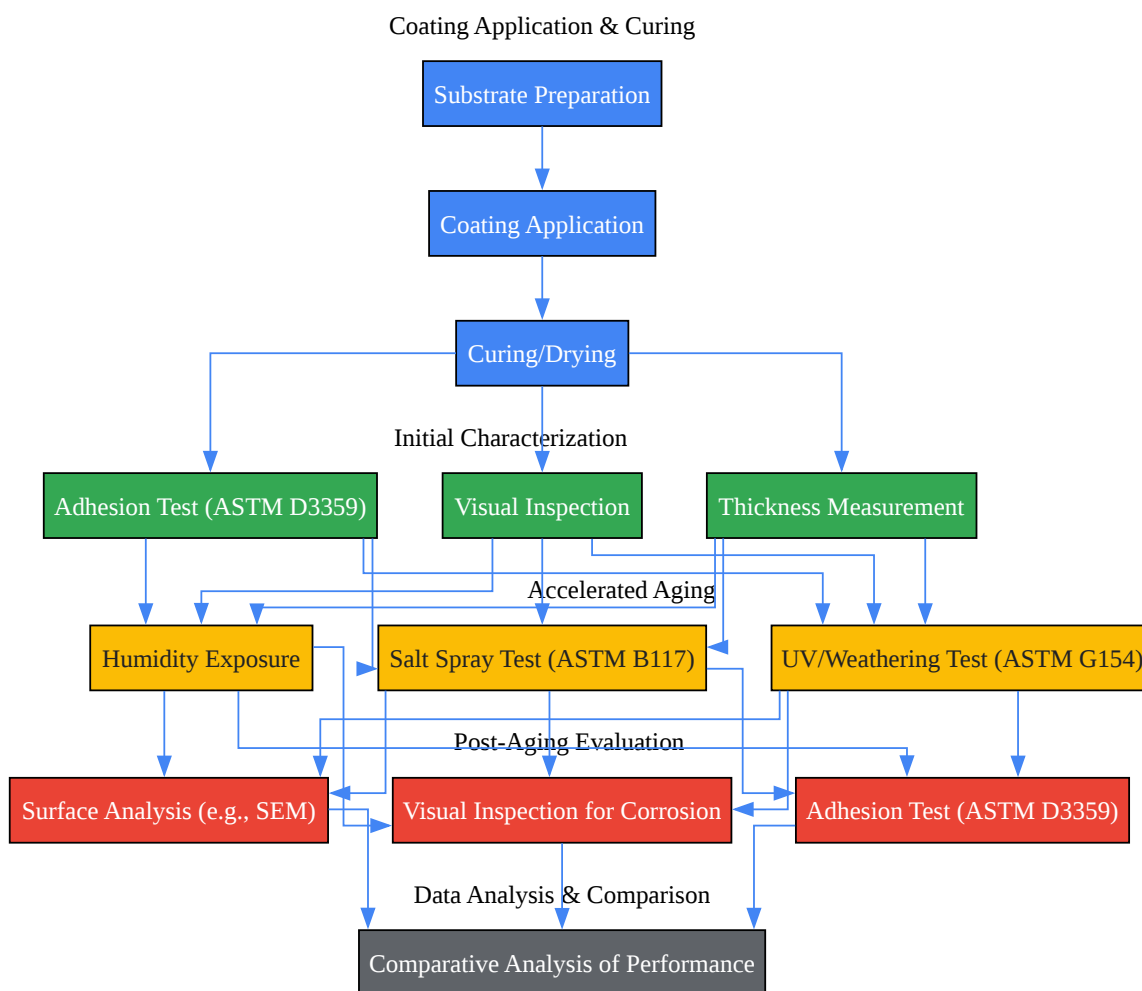 Coating Application & Curing
Substrate Preparation
Coating Application
Curing/Drying
Initial Characterization
Adhesion Test (ASTM D3359)
Visual Inspection
Thickness Measurement
Accelerated Aging
Humidity Exposure
Salt Spray Test (ASTM B117)
UV/Weathering Test (ASTM G154)
Post-Aging Evaluation
Surface Analysis (e.g., SEM)
Visual Inspection for Corrosion
Adhesion Test (ASTM D3359)
Data Analysis & Comparison
Comparative Analysis of Performance